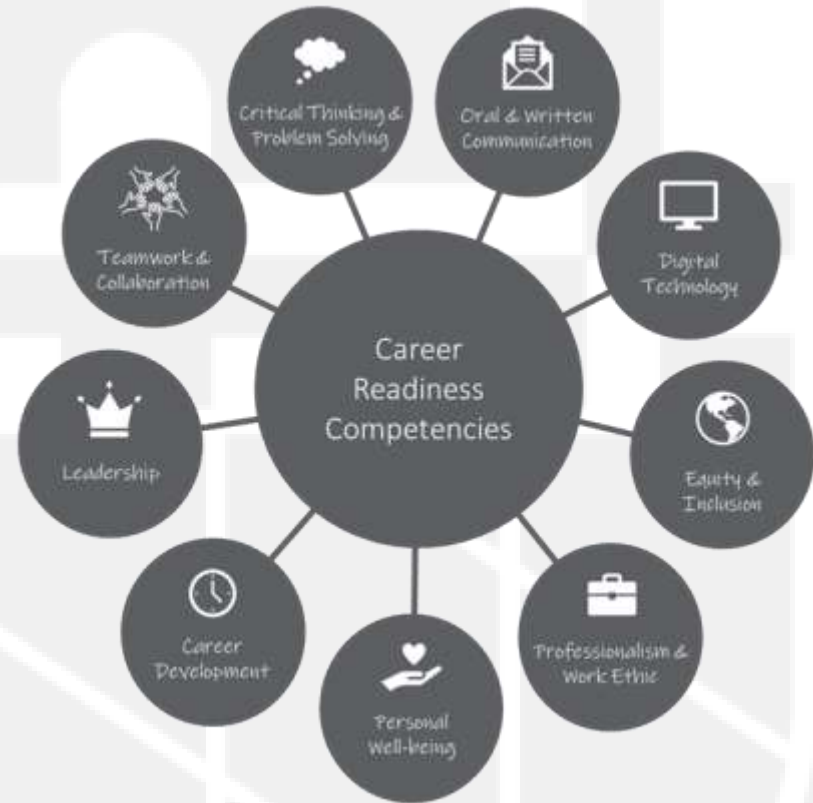 Critical Thinking &
Problem Solving
Oral & Written
Communication
Digital
Technology
Equity &
Inclusion
Professionalism &
Work Ethic
Personal
Well-being
Career
Development
Leadership
Teamwork &
Collaboration
Career
Readiness
Competencies